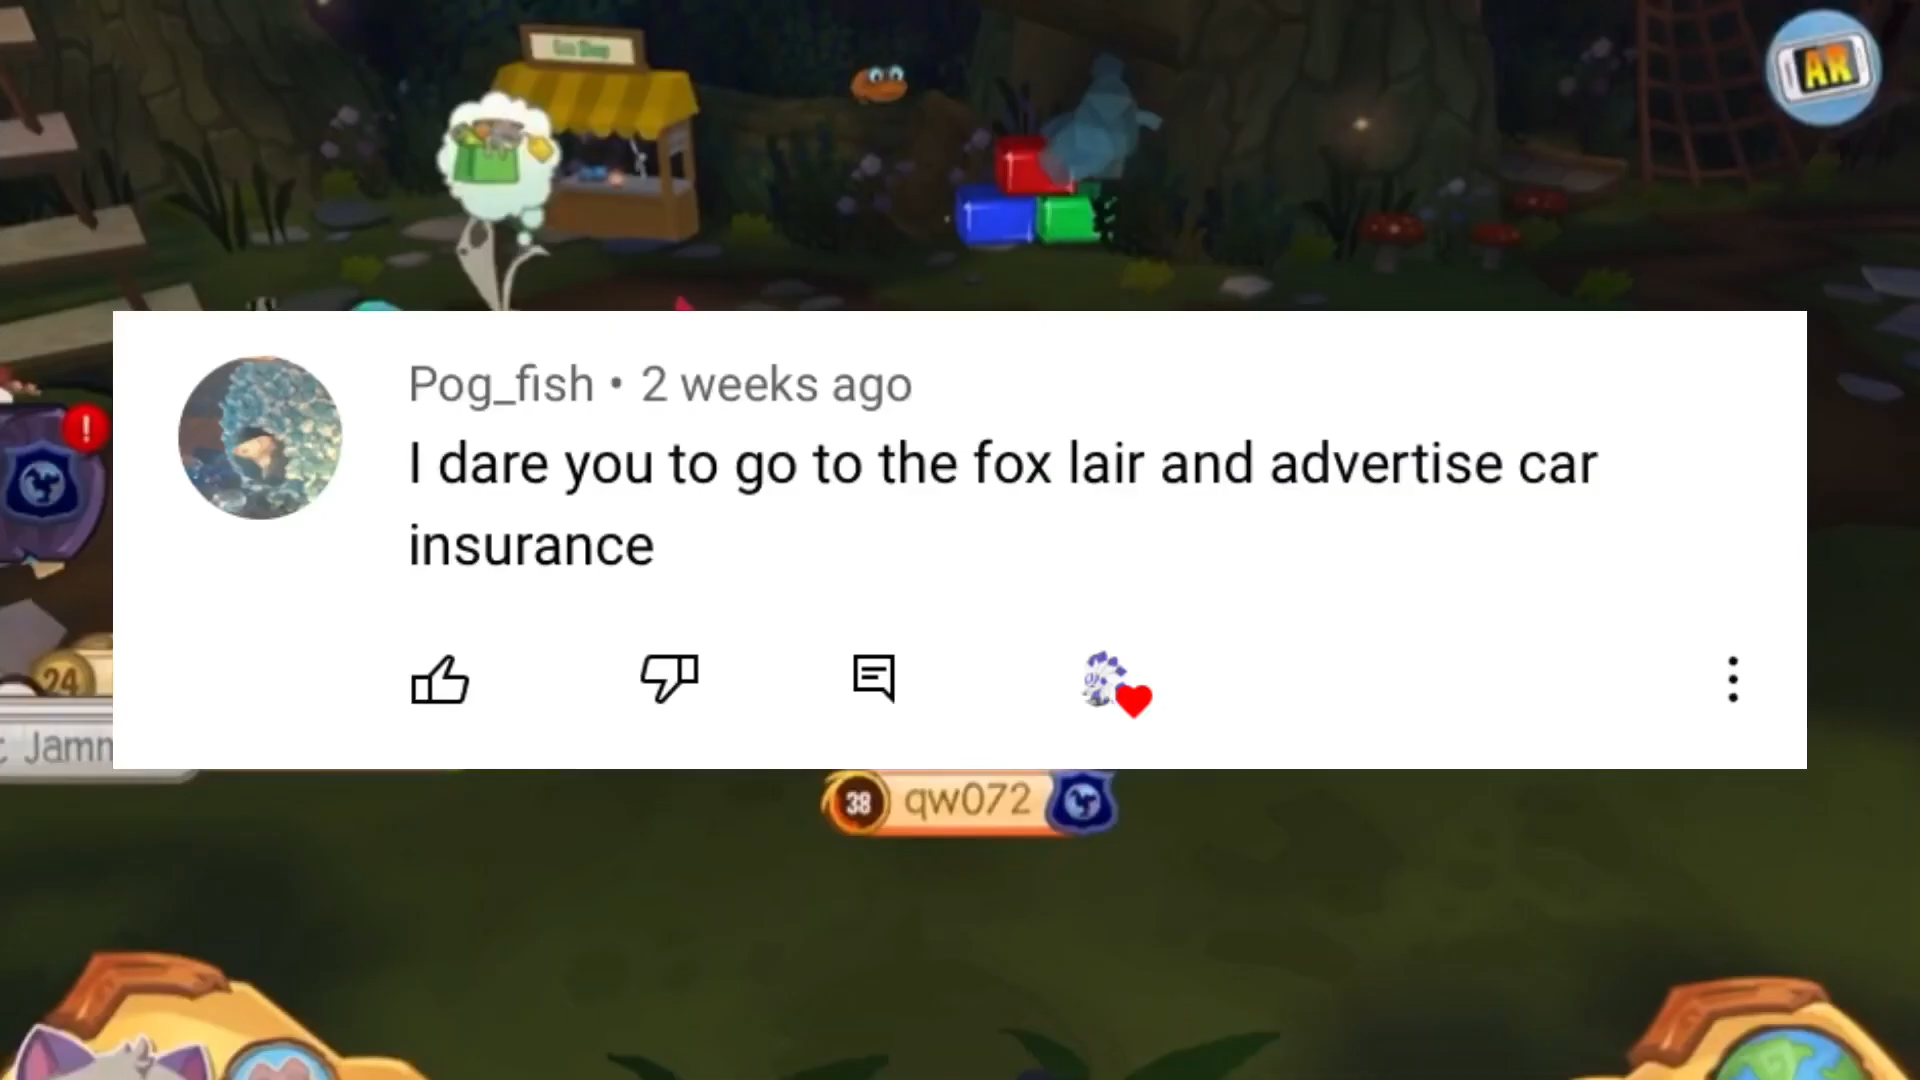 AR
Pog_fish • 2 weeks ago
I dare you to go to the fox lair and advertise car
insurance
!
24
Jamm
38 qw072